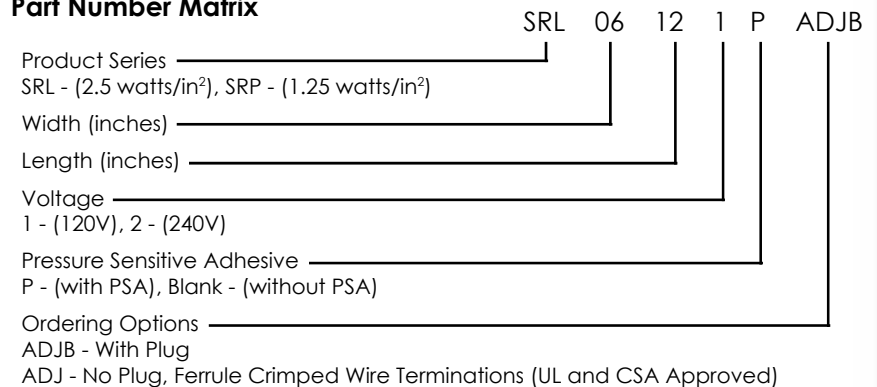 Part Number Matrix
SRL 06 12 1 P ADJB
Product Series
SRL - (2.5 watts/in²), SRP - (1.25 watts/in²)
Width (inches)
Length (inches)
Voltage
1 - (120V), 2 - (240V)
Pressure Sensitive Adhesive
P - (with PSA), Blank - (without PSA)
Ordering Options
ADJB - With Plug
ADJ - No Plug, Ferrule Crimped Wire Terminations (UL and CSA Approved)